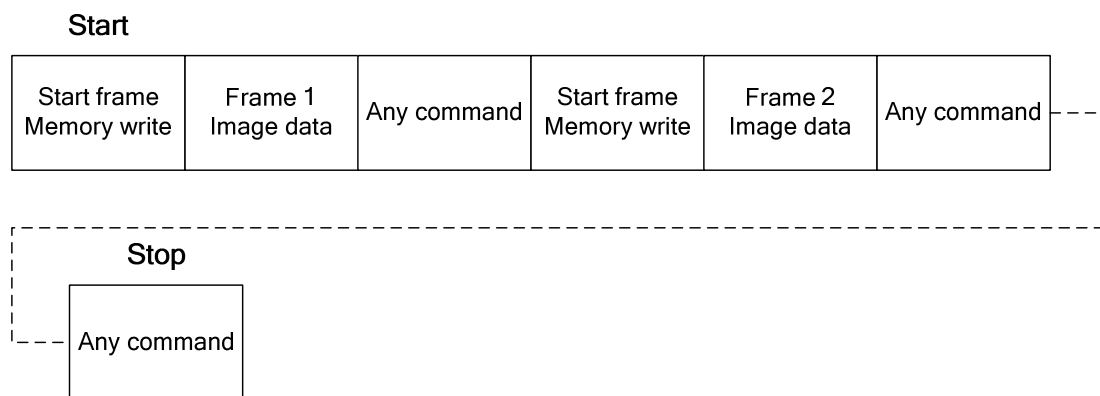 Start
Start frame
Memory write
Frame 1
Image data
Any command
Start frame
Memory write
Frame 2
Image data
Any command
Stop
Any command